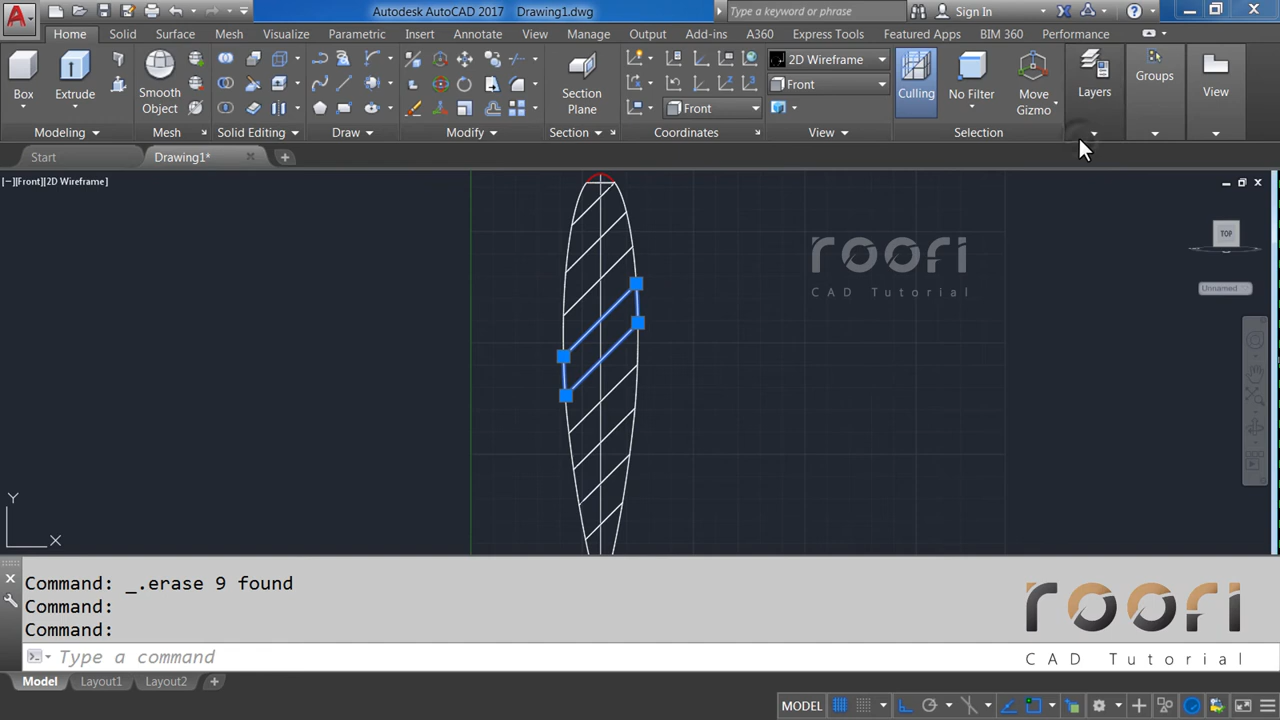 A Autodesk AutoCAD 2017 Drawing1.dwg Type a keyword or phrase Sign In
Home Solid Surface Mesh Visualize Parametric Insert Annotate View Manage Output Add-ins A360 Express Tools Featured Apps BIM 360 Performance
2D Wireframe
Front
Front
Box Extrude Smooth Object Section Plane Culling No Filter Move Gizmo Layers Groups View
Modeling Mesh Solid Editing Draw Modify Section Coordinates View Selection
Start Drawing1*
[−][Front][2D Wireframe]
TOP
Unnamed
roofi
CAD Tutorial
Y
X
Command: _.erase 9 found
Command:
Command:
Type a command
roofi
CAD Tutorial
Model Layout1 Layout2
MODEL